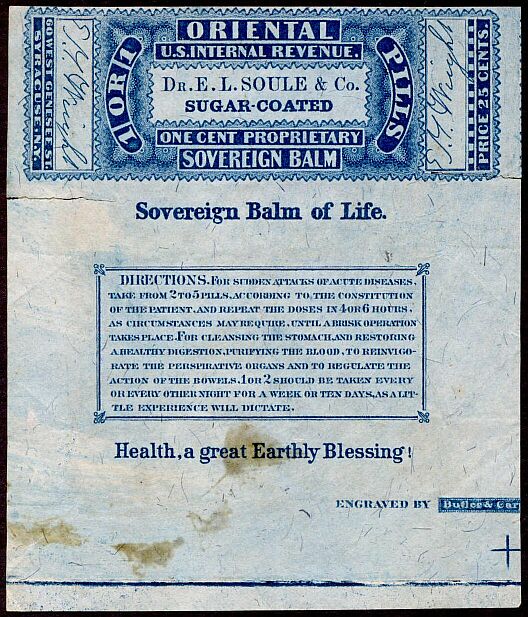 ORIENTAL
U.S. INTERNAL REVENUE.
1 OR 1
PILLS
DR. E. L. SOULE & Co.
SUGAR-COATED
ONE CENT PROPRIETARY
SOVEREIGN BALM
60 WEST GENESEE ST.
SYRACUSE. N.Y.
PRICE 25 CENTS.
Sovereign Balm of Life.
DIRECTIONS. FOR SUDDEN ATTACKS OF ACUTE DISEASES,
TAKE FROM 2 TO 5 PILLS, ACCORDING TO THE CONSTITUTION
OF THE PATIENT, AND REPEAT THE DOSES IN 4 OR 6 HOURS,
AS CIRCUMSTANCES MAY REQUIRE, UNTIL A BRISK OPERATION
TAKES PLACE. FOR CLEANSING THE STOMACH, AND RESTORING
A HEALTHY DIGESTION, PURIFYING THE BLOOD, TO REINVIGO-
RATE THE PERSPIRATIVE ORGANS AND TO REGULATE THE
ACTION OF THE BOWELS, 1 OR 2 SHOULD BE TAKEN EVERY
OR EVERY OTHER NIGHT FOR A WEEK OR TEN DAYS, AS A LIT-
TLE EXPERIENCE WILL DICTATE.
Health, a great Earthly Blessing!
ENGRAVED BY Butler & Car